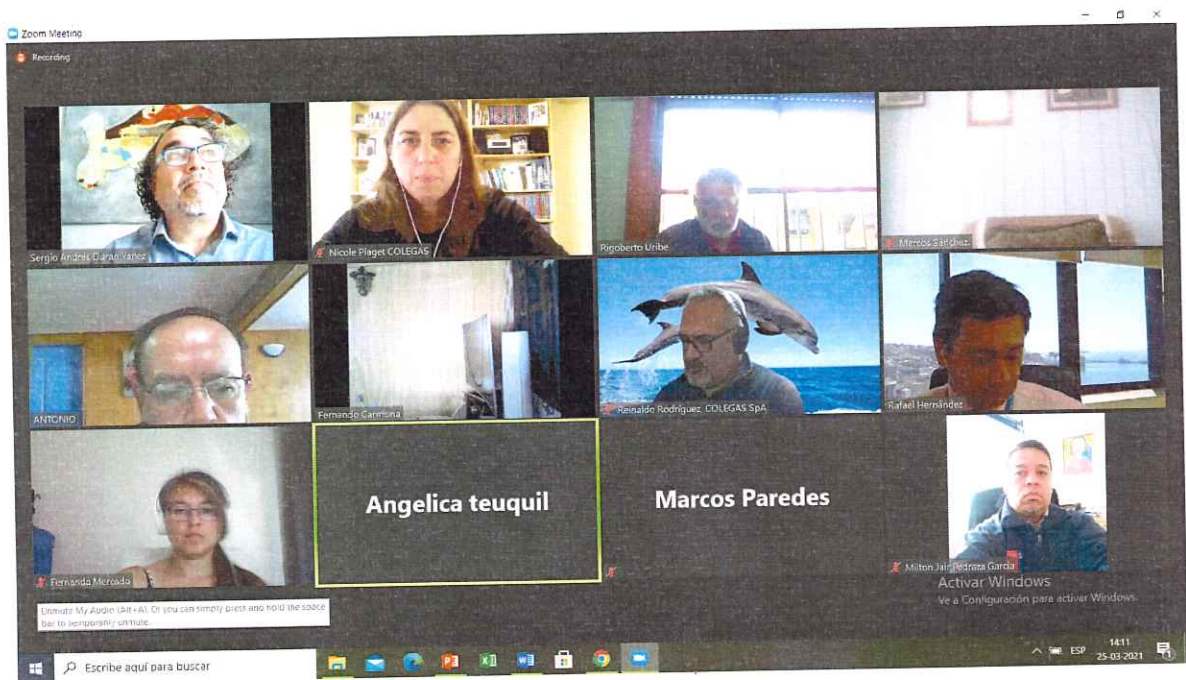 Zoom Meeting
Recording
Sergio Andrés Durán Yañez
Nicole Piaget COLEGAS
Rigoberto Uribe
Marcos Sánchez
ANTONIO
Fernando
Reinaldo Rodríguez, COLEGAS SpA
Rafael Hernández
Fernanda Mercado
Angelica teuquil
Marcos Paredes
Milton Jair Pedraza Garcia
Activar Windows
Ve a Configuración para activar Windows.
Unmute My Audio (Alt+A). Or you can simply press and hold the space
bar to temporarily unmute.
Escribe aquí para buscar
ESP
14:11
25-03-2021